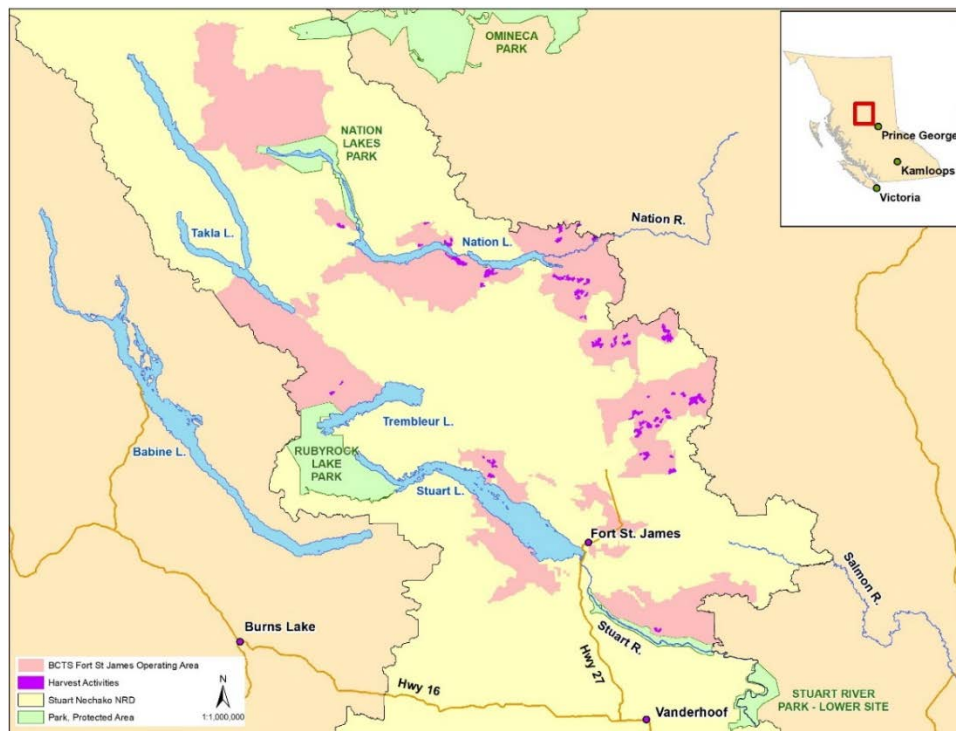 OMINECA
PARK
Prince George
Kamloops
Victoria
NATION
LAKES
PARK
Nation R.
Takla L.
Nation L.
Trembleur L.
Babine L.
RUBYROCK
LAKE
PARK
Stuart L.
Fort St. James
Salmon R.
Burns Lake
Stuart R.
Hwy 27
Hwy 16
STUART RIVER
PARK - LOWER SITE
Vanderhoof
BCTS Fort St James Operating Area
Harvest Activities
Stuart Nechako NRD
Park, Protected Area
N
1:1,000,000